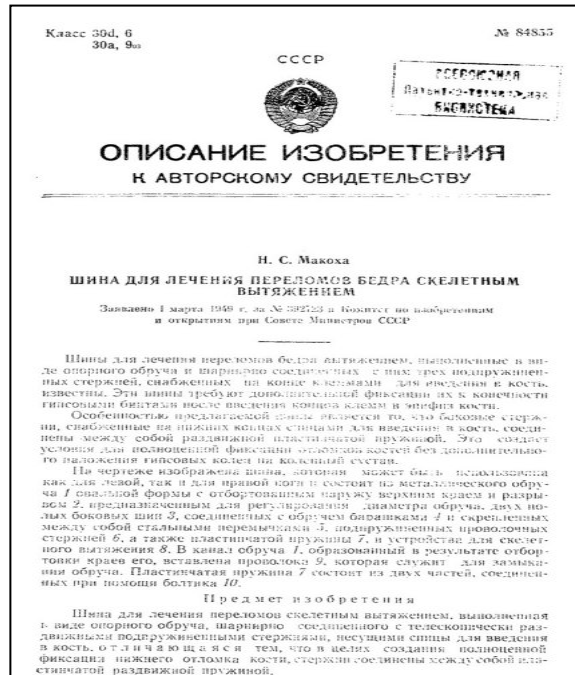 Класс 30d, 6
30a, 9
№ 84855
СССР
ВСЕСОЮЗНАЯ
Патентно-техническая
БИБЛИОТЕКА
ОПИСАНИЕ ИЗОБРЕТЕНИЯ
К АВТОРСКОМУ СВИДЕТЕЛЬСТВУ
Н. С. Макоха
ШИНА ДЛЯ ЛЕЧЕНИЯ ПЕРЕЛОМОВ БЕДРА СКЕЛЕТНЫМ
ВЫТЯЖЕНИЕМ
Заявлено 1 марта 1949 г. за № в Комитет по изобретениям
и открытиям при Совете Министров СССР
Шины для лечения переломов бедра вытяжением, выполненные в ви-
де опорного обруча и шарнирно соединенных с ним трех подпружинен-
ных стержней, снабженных на конце клеммами для введения в кость,
известны. Эти шины требуют дополнительной фиксации их к конечности
гипсовыми бинтами после введения конца клемм в эпифиз кости.
Особенностью предлагаемой шины является то, что боковые стерж-
ни, снабженные на нижних концах спицами для введения в кость, соеди-
нены между собой раздвижной пластинчатой пружиной. Это создает
условия для полноценной фиксации отломков костей без дополнительно-
го наложения гипсовых колец на коленный сустав.
На чертеже изображена шина, которая может быть использована
как для левой, так и для правой ноги и состоит из металлического обру-
ча 1 овальной формы с отбортованным наружу верхним краем и разры-
вом 2, предназначенным для регулирования диаметра обруча, двух по-
лых боковых шин 3, соединенных с обручем барашками 4 и скрепленных
между собой стальными перемычками 5, подпружиненных проволочных
стержней 6, а также пластинчатой пружины 7, и устройства для скелет-
ного вытяжения 8. В канал обруча 1, образованный в результате отбор-
товки краев его, вставлена проволока 9, которая служит для замыка-
ния обруча. Пластинчатая пружина 7 состоит из двух частей, соединен-
ных при помощи болтика 10.
Предмет изобретения
Шина для лечения переломов скелетным вытяжением, выполненная
в виде опорного обруча, шарнирно соединенного с телескопически раз-
движными подпружиненными стержнями, несущими спицы для введения
в кость, отличающаяся тем, что в целях создания полноценной
фиксации нижнего отломка кости, стержни соединены между собой пла-
стинчатой раздвижной пружиной.